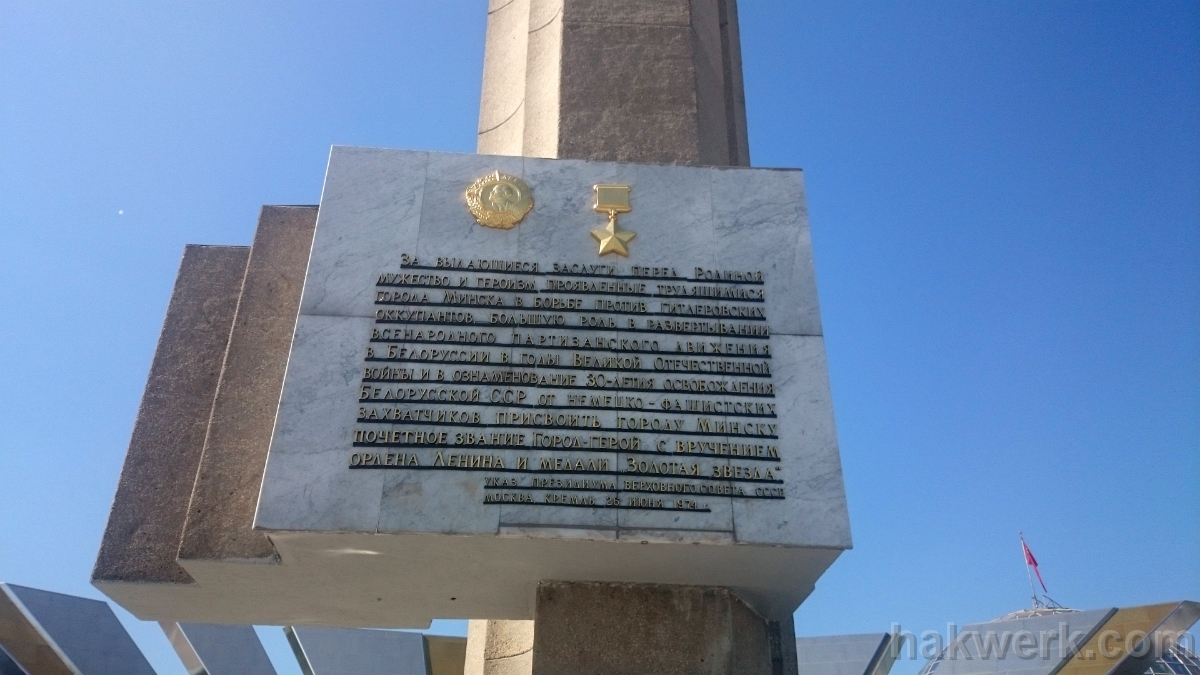 За выдающиеся заслуги перед Родиной
мужество и героизм, проявленные трудящимися
города Минска в борьбе против гитлеровских
оккупантов, большую роль в развертывании
всенародного партизанского движения
в Белоруссии в годы Великой Отечественной
войны и в ознаменование 30-летия освобождения
Белорусской ССР от немецко-фашистских
захватчиков присвоить городу Минску
почетное звание „Город-герой“ с вручением
ордена Ленина и медали „Золотая звезда“
Указ Президиума Верховного Совета СССР
Москва, Кремль, 26 июня 1974 г.
hakwerk.com